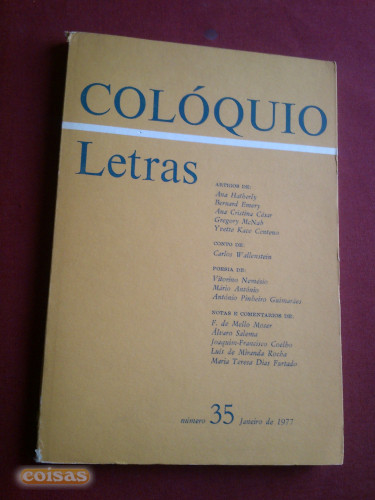 COLÓQUIO
Letras
ARTIGOS DE:
Ana Hatherly
Bernard Emery
Ana Cristina César
Gregory McNab
Yvette Kace Centeno
CONTO DE:
Carlos Wallenstein
POESIA DE:
Vitorino Nemésio
Mário António
António Pinheiro Guimarães
NOTAS E COMENTÁRIOS DE:
F. de Mello Moser
Álvaro Salema
Joaquim-Francisco Coelho
Luís de Miranda Rocha
Maria Teresa Dias Furtado
número 35 Janeiro de 1977
coisas